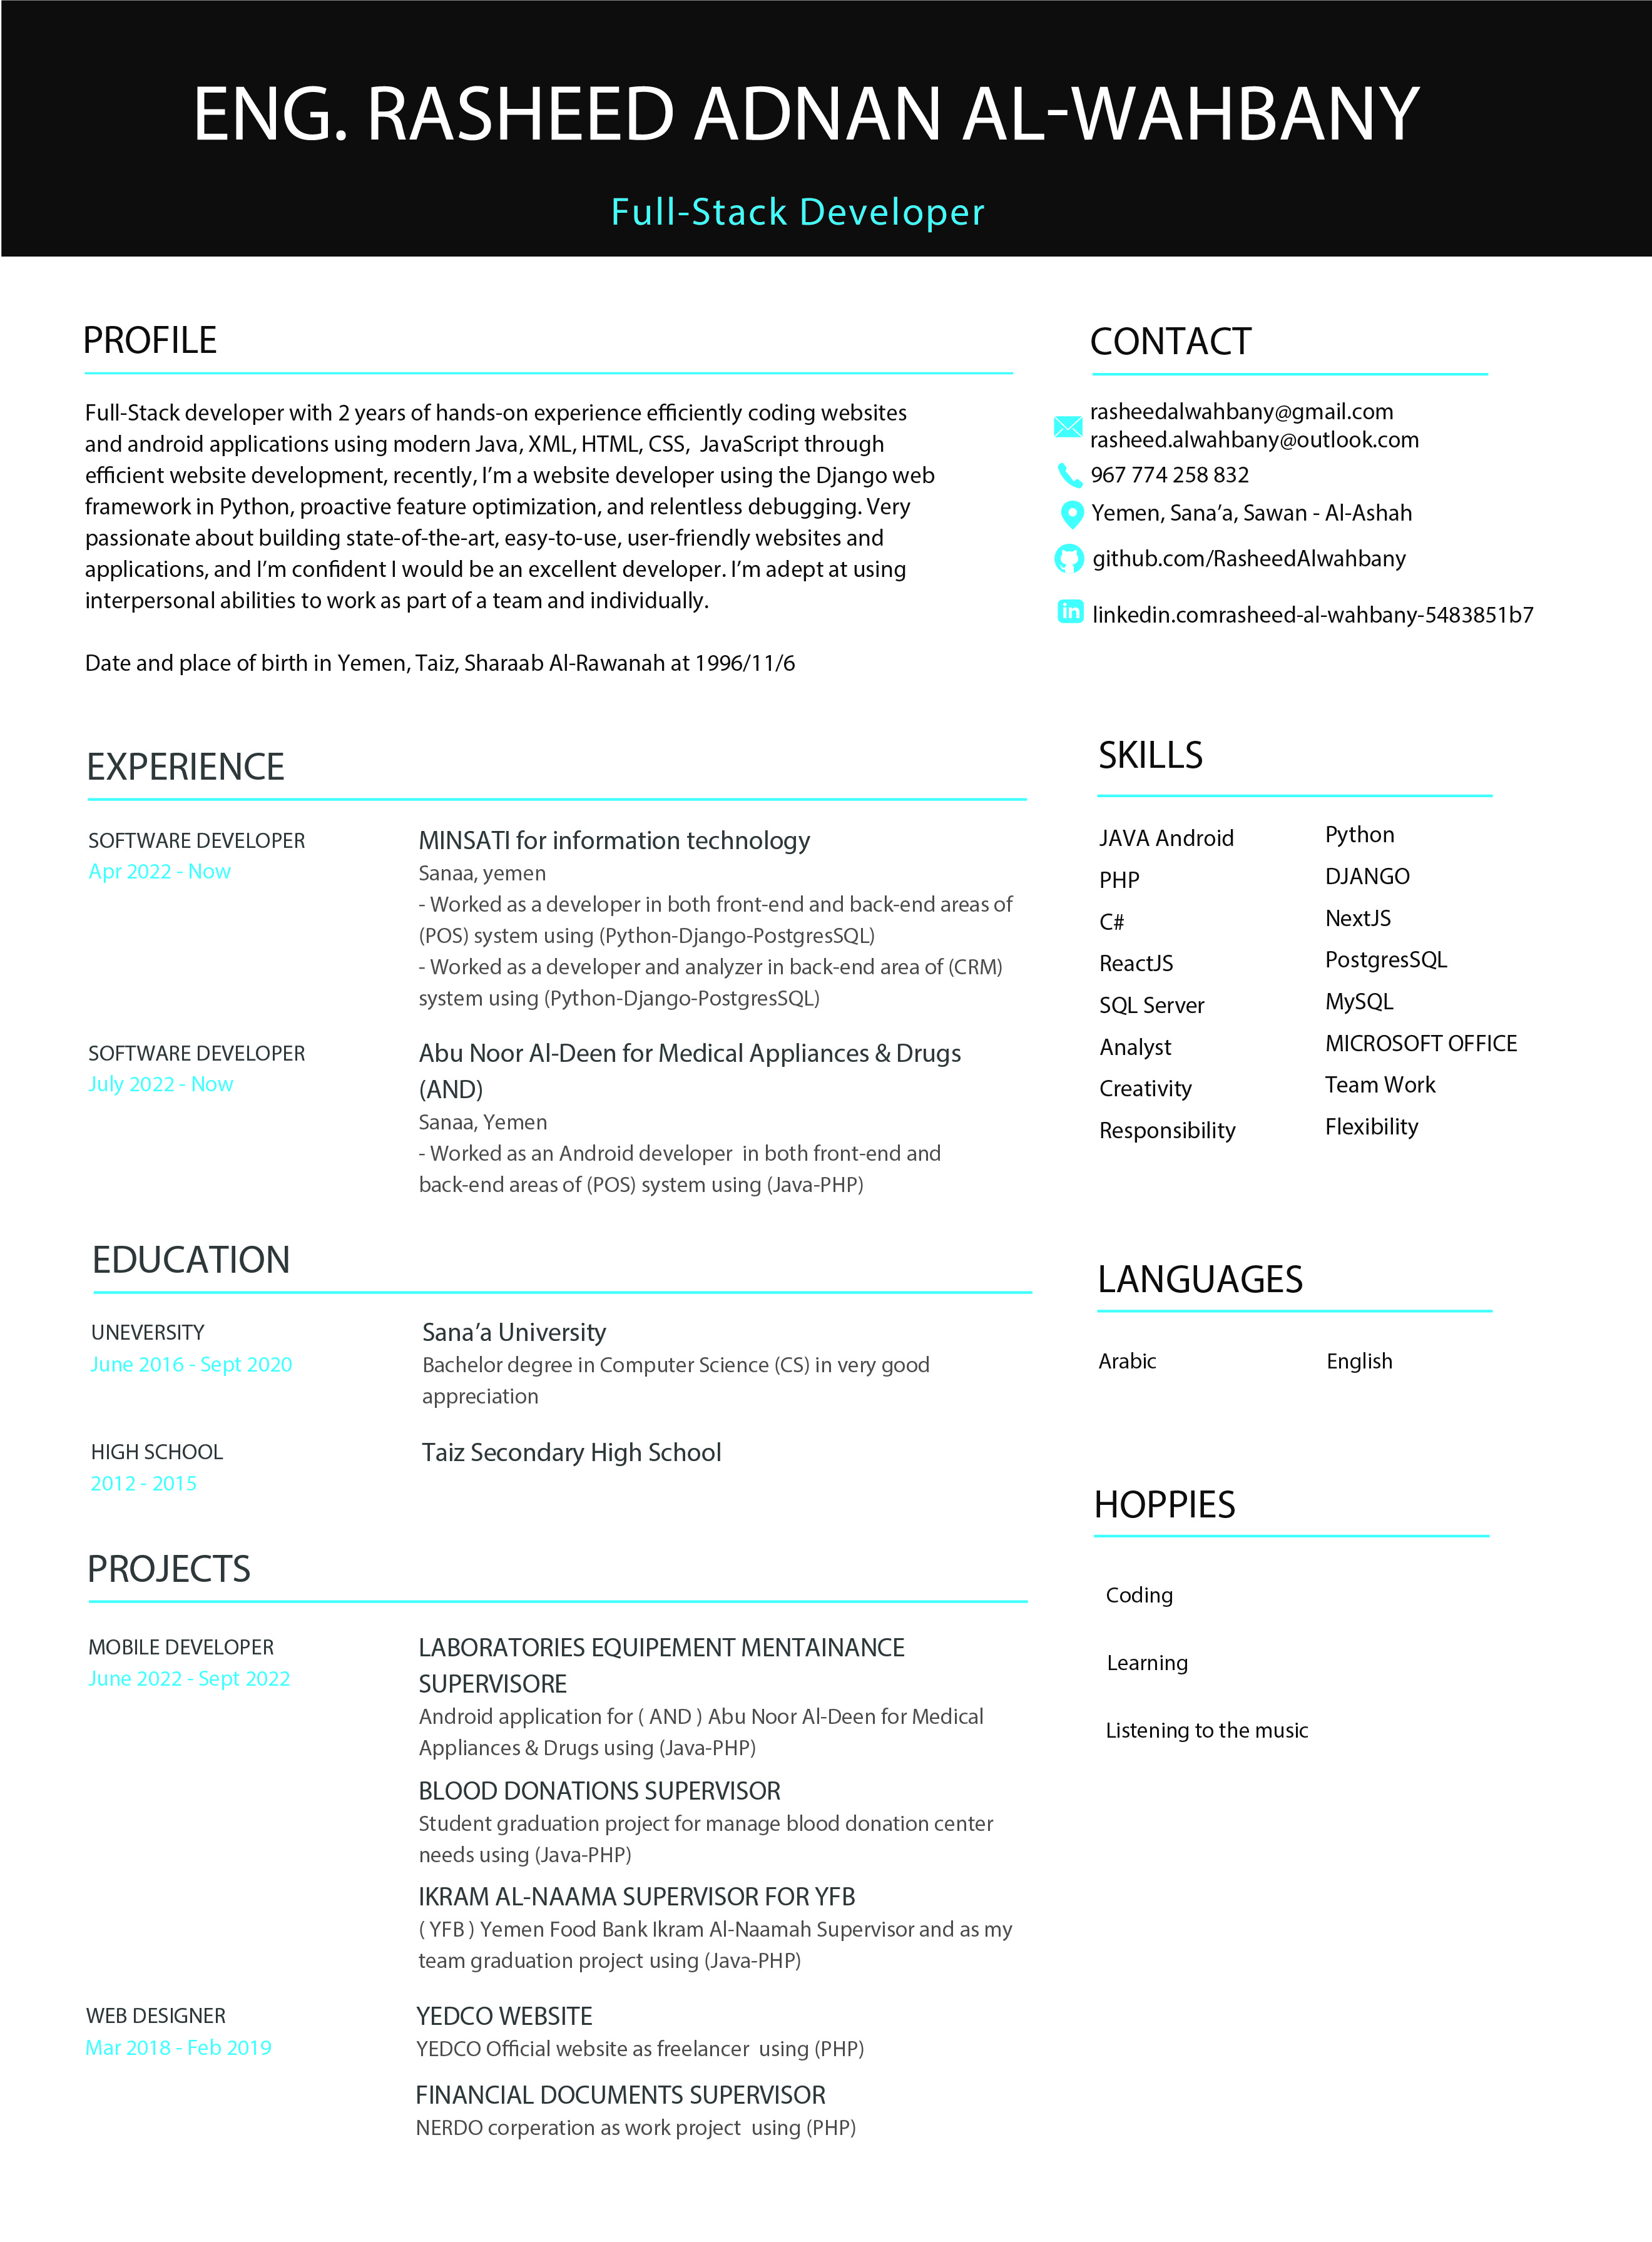 ENG. RASHEED ADNAN AL-WAHBANY
Full-Stack Developer
PROFILE
Full-Stack developer with 2 years of hands-on experience efficiently coding websites
and android applications using modern Java, XML, HTML, CSS,  JavaScript through
efficient website development, recently, I’m a website developer using the Django web
framework in Python, proactive feature optimization, and relentless debugging. Very
passionate about building state-of-the-art, easy-to-use, user-friendly websites and
applications, and I’m confident I would be an excellent developer. I’m adept at using
interpersonal abilities to work as part of a team and individually.
Date and place of birth in Yemen, Taiz, Sharaab Al-Rawanah at 1996/11/6
CONTACT
rasheedalwahbany@gmail.com
rasheed.alwahbany@outlook.com
967 774 258 832
Yemen, Sana’a, Sawan - Al-Ashah
github.com/RasheedAlwahbany
linkedin.comrasheed-al-wahbany-5483851b7
EXPERIENCE
SOFTWARE DEVELOPER
Apr 2022 - Now
MINSATI for information technology
Sanaa, yemen
- Worked as a developer in both front-end and back-end areas of
(POS) system using (Python-Django-PostgresSQL)
- Worked as a developer and analyzer in back-end area of (CRM)
system using (Python-Django-PostgresSQL)
SOFTWARE DEVELOPER
July 2022 - Now
Abu Noor Al-Deen for Medical Appliances & Drugs
(AND)
Sanaa, Yemen
- Worked as an Android developer  in both front-end and
back-end areas of (POS) system using (Java-PHP)
SKILLS
JAVA Android
PHP
C#
ReactJS
SQL Server
Analyst
Creativity
Responsibility
Python
DJANGO
NextJS
PostgresSQL
MySQL
MICROSOFT OFFICE
Team Work
Flexibility
EDUCATION
UNEVERSITY
June 2016 - Sept 2020
Sana’a University
Bachelor degree in Computer Science (CS) in very good
appreciation
HIGH SCHOOL
2012 - 2015
Taiz Secondary High School
LANGUAGES
Arabic
English
HOPPIES
Coding
Learning
Listening to the music
PROJECTS
MOBILE DEVELOPER
June 2022 - Sept 2022
LABORATORIES EQUIPEMENT MENTAINANCE
SUPERVISORE
Android application for ( AND ) Abu Noor Al-Deen for Medical
Appliances & Drugs using (Java-PHP)
BLOOD DONATIONS SUPERVISOR
Student graduation project for manage blood donation center
needs using (Java-PHP)
IKRAM AL-NAAMA SUPERVISOR FOR YFB
( YFB ) Yemen Food Bank Ikram Al-Naamah Supervisor and as my
team graduation project using (Java-PHP)
WEB DESIGNER
Mar 2018 - Feb 2019
YEDCO WEBSITE
YEDCO Official website as freelancer  using (PHP)
FINANCIAL DOCUMENTS SUPERVISOR
NERDO corperation as work project  using (PHP)